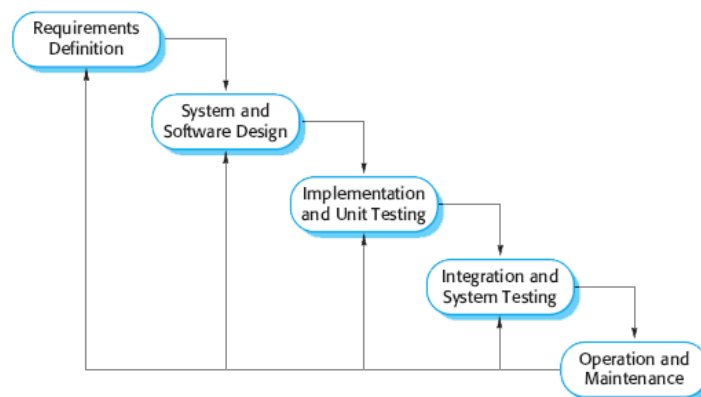 Requirements
Definition
System and
Software Design
Implementation
and Unit Testing
Integration and
System Testing
Operation and
Maintenance